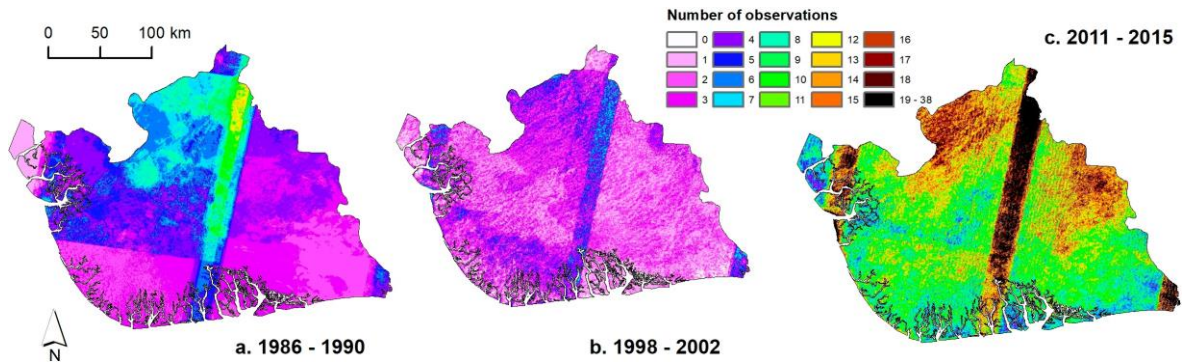 0 50 100 km
Number of observations
0 4 8 12 16
1 5 9 13 17
2 6 10 14 18
3 7 11 15 19 - 38
c. 2011 - 2015
N
a. 1986 - 1990
b. 1998 - 2002